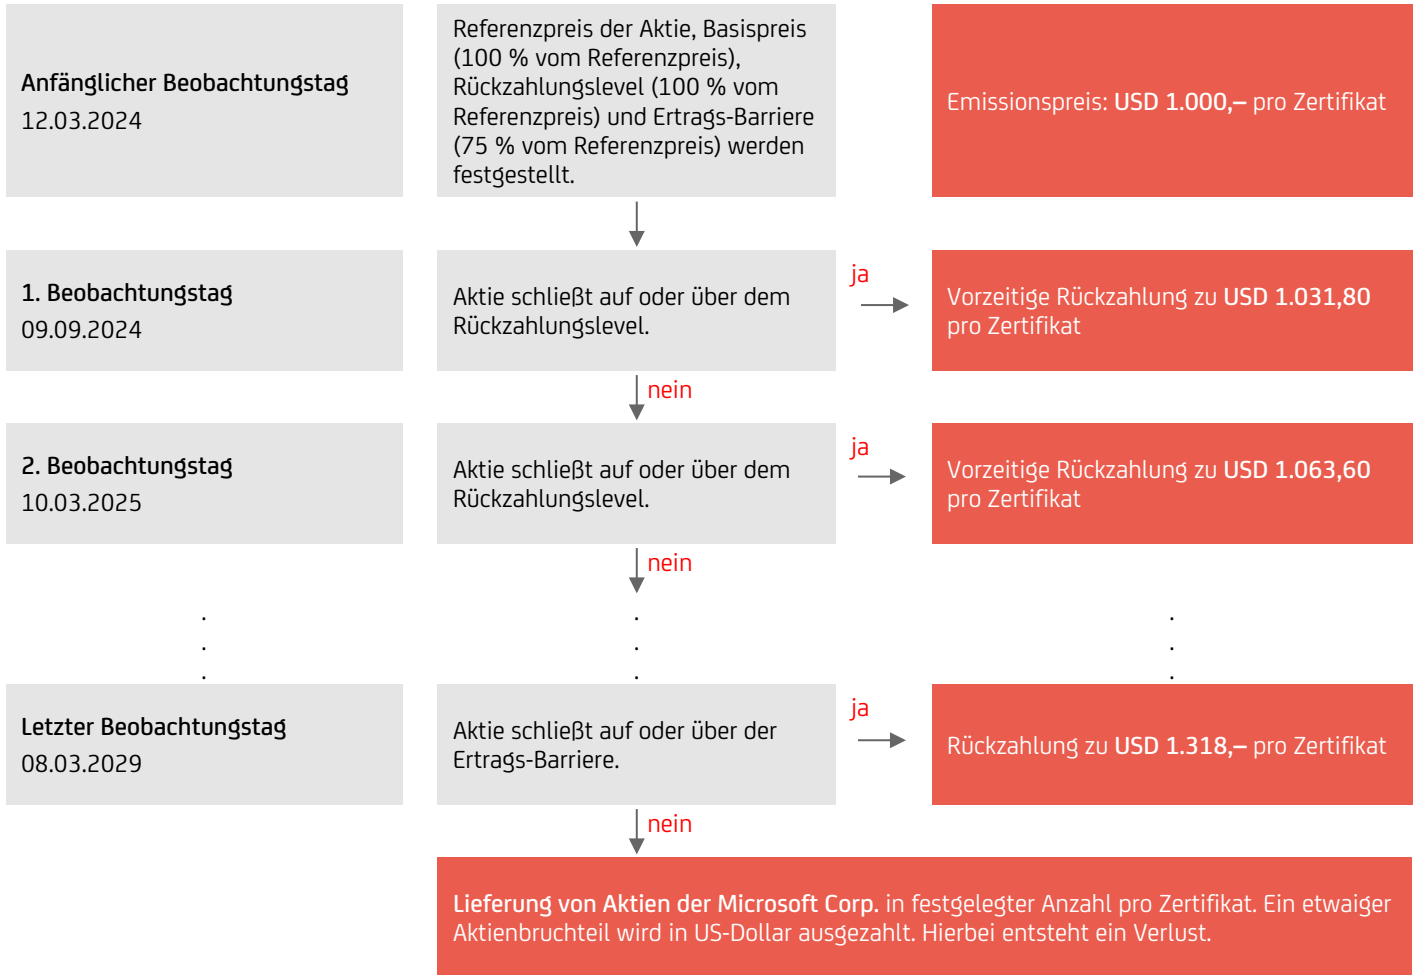 Anfänglicher Beobachtungstag
12.03.2024
Referenzpreis der Aktie, Basispreis
(100 % vom Referenzpreis),
Rückzahlungslevel (100 % vom
Referenzpreis) und Ertrags-Barriere
(75 % vom Referenzpreis) werden
festgestellt.
Emissionspreis: USD 1.000,– pro Zertifikat
1. Beobachtungstag
09.09.2024
Aktie schließt auf oder über dem
Rückzahlungslevel.
ja
Vorzeitige Rückzahlung zu USD 1.031,80
pro Zertifikat
nein
2. Beobachtungstag
10.03.2025
Aktie schließt auf oder über dem
Rückzahlungslevel.
ja
Vorzeitige Rückzahlung zu USD 1.063,60
pro Zertifikat
nein
Letzter Beobachtungstag
08.03.2029
Aktie schließt auf oder über der
Ertrags-Barriere.
ja
Rückzahlung zu USD 1.318,– pro Zertifikat
nein
Lieferung von Aktien der Microsoft Corp. in festgelegter Anzahl pro Zertifikat. Ein etwaiger
Aktienbruchteil wird in US-Dollar ausgezahlt. Hierbei entsteht ein Verlust.